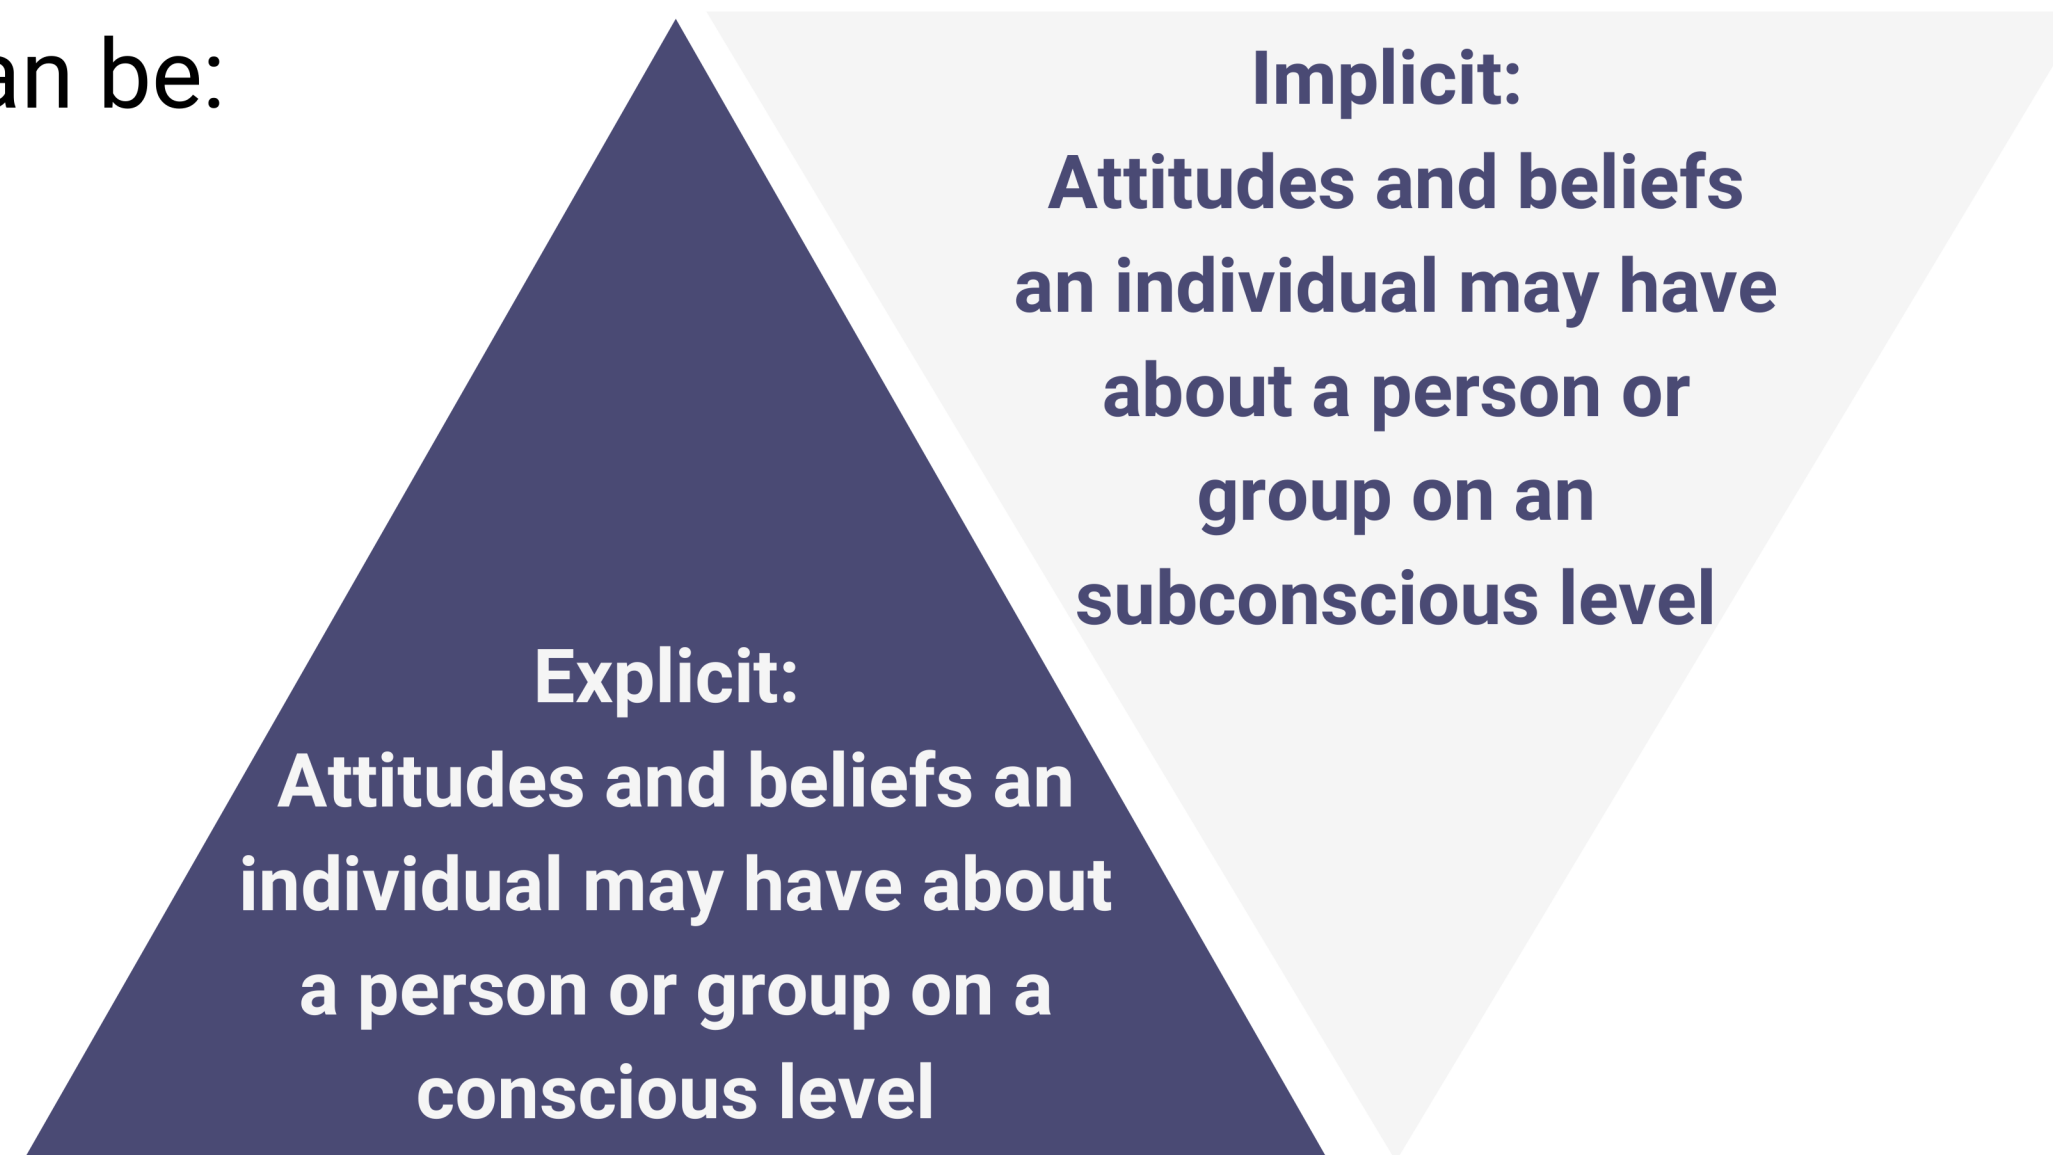 an be:
Implicit:
Attitudes and beliefs
an individual may have
about a person or
group on an
subconscious level
Explicit:
Attitudes and beliefs an
individual may have about
a person or group on a
conscious level